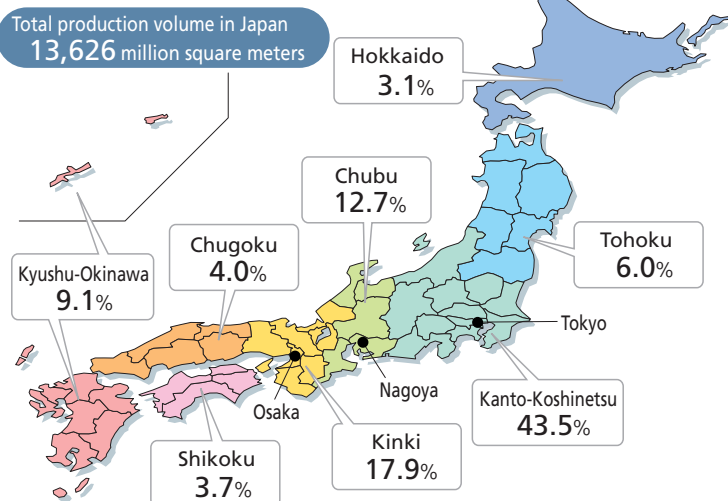 Total production volume in Japan
13,626 million square meters
Hokkaido
3.1%
Chubu
12.7%
Tohoku
6.0%
Chugoku
4.0%
Kyushu-Okinawa
9.1%
Tokyo
Nagoya
Osaka
Kanto-Koshinetsu
43.5%
Kinki
17.9%
Shikoku
3.7%